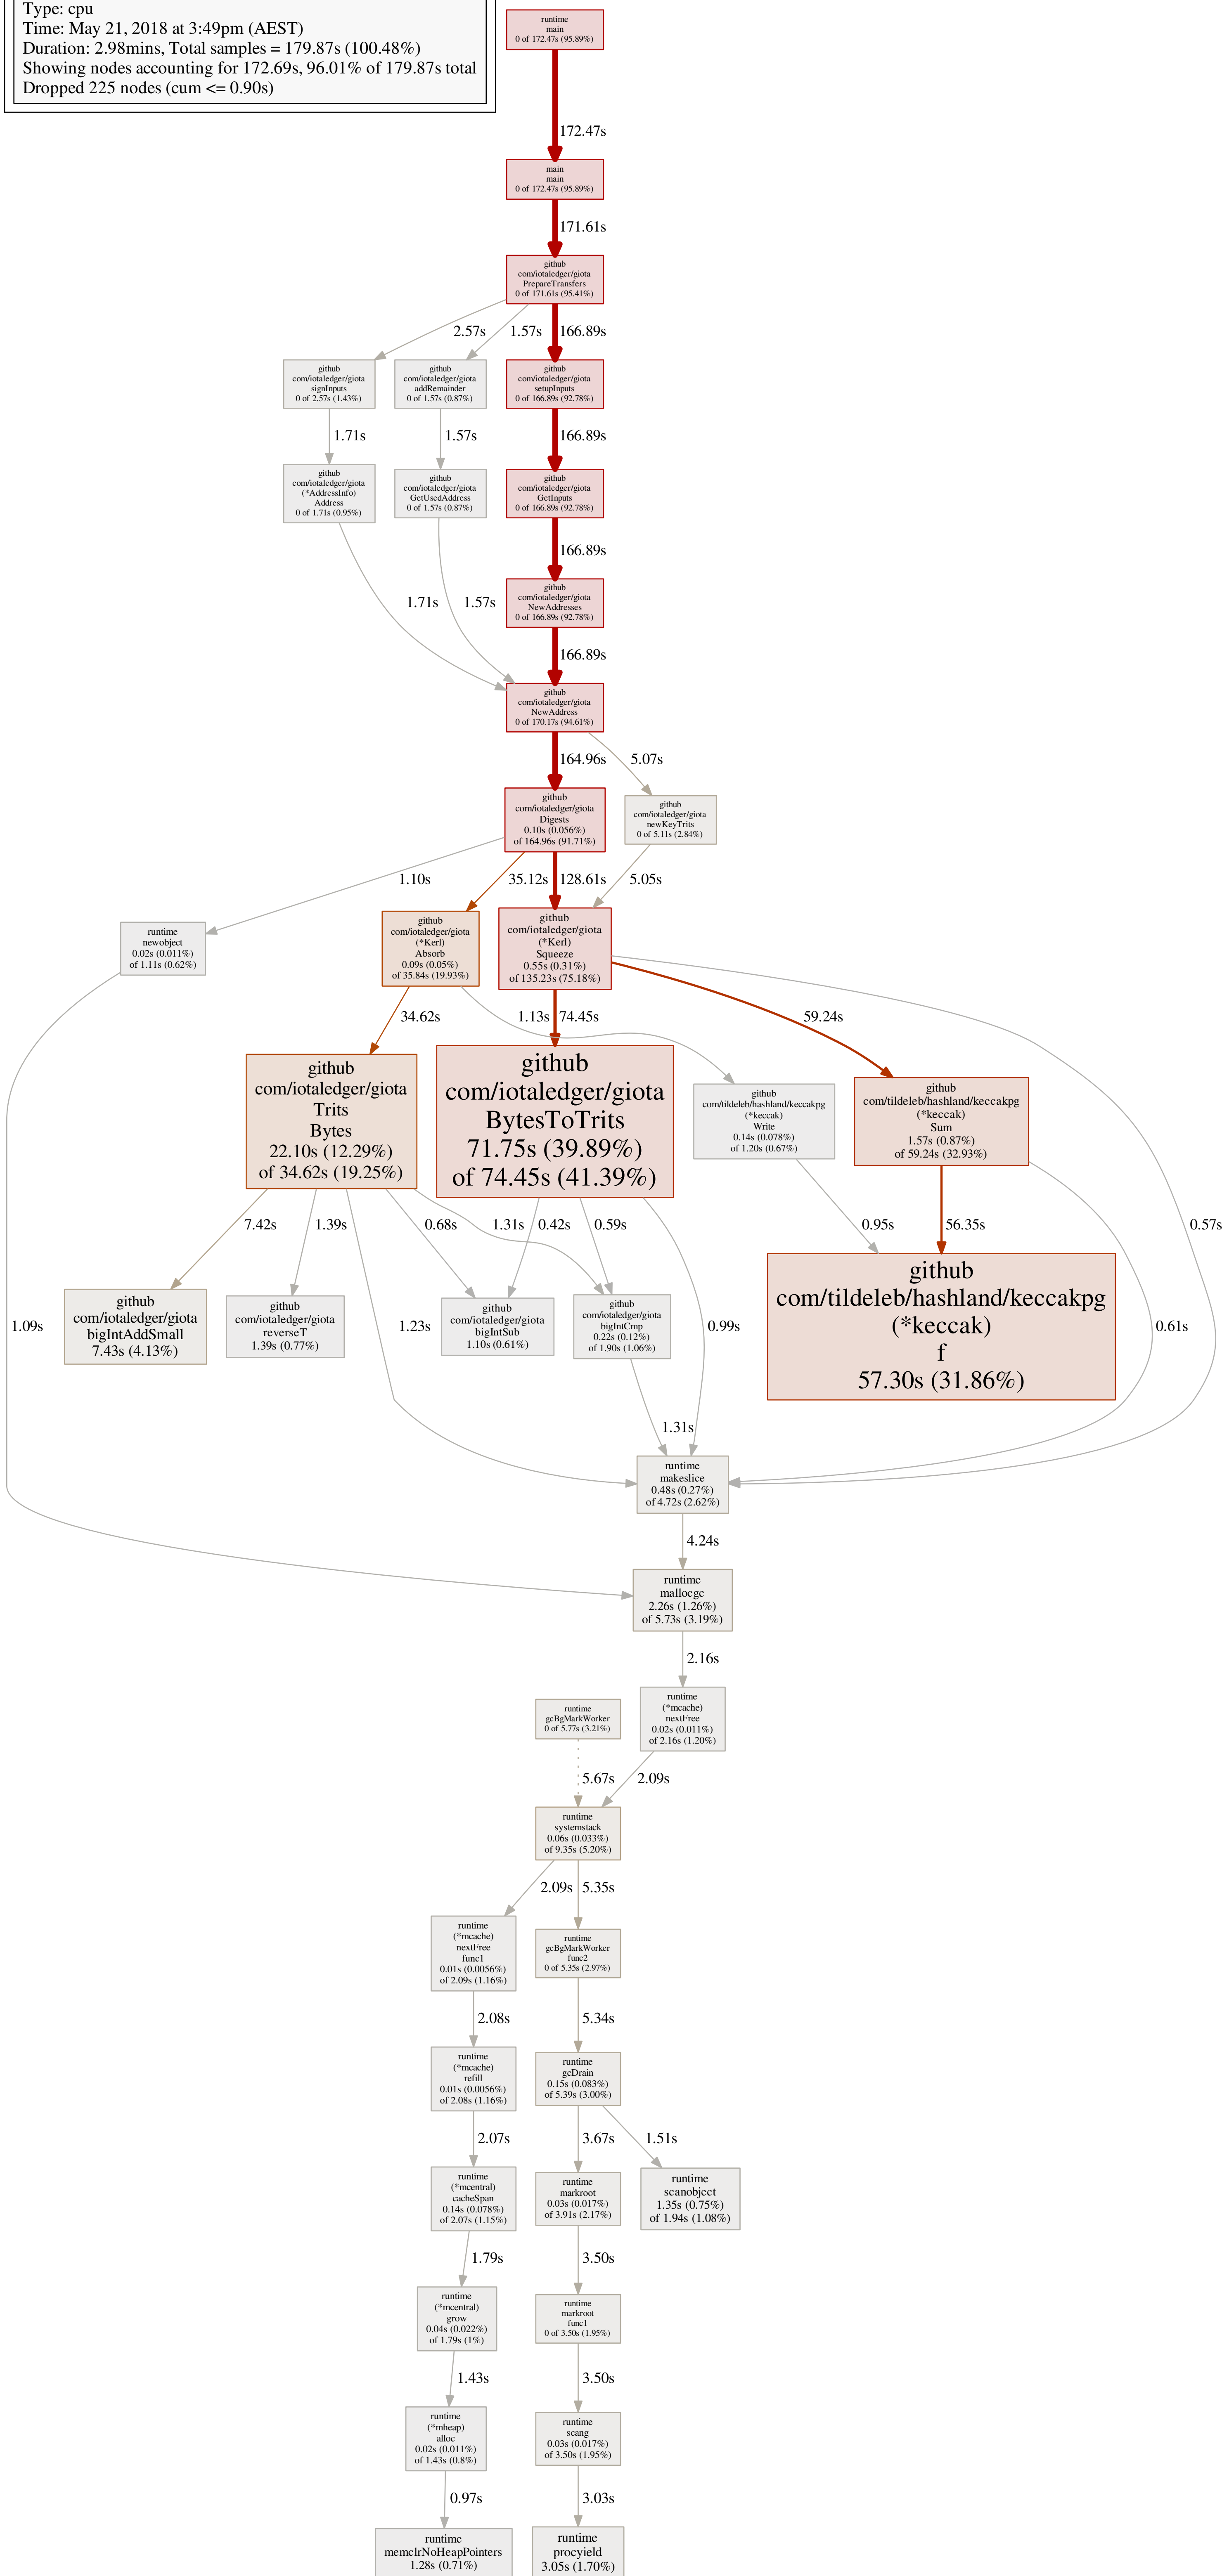 Type: cpu
Time: May 21, 2018 at 3:49pm (AEST)
Duration: 2.98mins, Total samples = 179.87s (100.48%)
Showing nodes accounting for 172.69s, 96.01% of 179.87s total
Dropped 225 nodes (cum <= 0.90s)
runtime
main
0 of 172.47s (95.89%)
172.47s
main
main
0 of 172.47s (95.89%)
171.61s
github
com/iotaledger/giota
PrepareTransfers
0 of 171.61s (95.41%)
2.57s
1.57s
166.89s
github
com/iotaledger/giota
signInputs
0 of 2.57s (1.43%)
github
com/iotaledger/giota
addRemainder
0 of 1.57s (0.87%)
github
com/iotaledger/giota
setupInputs
0 of 166.89s (92.78%)
1.71s
1.57s
166.89s
github
com/iotaledger/giota
(*AddressInfo)
Address
0 of 1.71s (0.95%)
github
com/iotaledger/giota
GetUsedAddress
0 of 1.57s (0.87%)
github
com/iotaledger/giota
GetInputs
0 of 166.89s (92.78%)
166.89s
github
com/iotaledger/giota
NewAddresses
0 of 166.89s (92.78%)
1.71s
1.57s
166.89s
github
com/iotaledger/giota
NewAddress
0 of 170.17s (94.61%)
164.96s
5.07s
github
com/iotaledger/giota
Digests
0.10s (0.056%)
of 164.96s (91.71%)
github
com/iotaledger/giota
newKeyTrits
0 of 5.11s (2.84%)
1.10s
35.12s
128.61s
5.05s
runtime
newobject
0.02s (0.011%)
of 1.11s (0.62%)
github
com/iotaledger/giota
(*Kerl)
Absorb
0.09s (0.05%)
of 35.84s (19.93%)
github
com/iotaledger/giota
(*Kerl)
Squeeze
0.55s (0.31%)
of 135.23s (75.18%)
34.62s
1.13s
74.45s
59.24s
github
com/iotaledger/giota
Trits
Bytes
22.10s (12.29%)
of 34.62s (19.25%)
github
com/iotaledger/giota
BytesToTrits
71.75s (39.89%)
of 74.45s (41.39%)
github
com/tildeleb/hashland/keccakpg
(*keccak)
Write
0.14s (0.078%)
of 1.20s (0.67%)
github
com/tildeleb/hashland/keccakpg
(*keccak)
Sum
1.57s (0.87%)
of 59.24s (32.93%)
7.42s
1.39s
0.68s
1.31s
0.42s
0.59s
0.95s
56.35s
0.57s
github
com/iotaledger/giota
bigIntAddSmall
7.43s (4.13%)
github
com/iotaledger/giota
reverseT
1.39s (0.77%)
github
com/iotaledger/giota
bigIntSub
1.10s (0.61%)
github
com/iotaledger/giota
bigIntCmp
0.22s (0.12%)
of 1.90s (1.06%)
github
com/tildeleb/hashland/keccakpg
(*keccak)
f
57.30s (31.86%)
1.09s
1.23s
0.99s
0.61s
1.31s
runtime
makeslice
0.48s (0.27%)
of 4.72s (2.62%)
4.24s
runtime
mallocgc
2.26s (1.26%)
of 5.73s (3.19%)
2.16s
runtime
gcBgMarkWorker
0 of 5.77s (3.21%)
runtime
(*mcache)
nextFree
0.02s (0.011%)
of 2.16s (1.20%)
5.67s
2.09s
runtime
systemstack
0.06s (0.033%)
of 9.35s (5.20%)
2.09s
5.35s
runtime
(*mcache)
nextFree
func1
0.01s (0.0056%)
of 2.09s (1.16%)
runtime
gcBgMarkWorker
func2
0 of 5.35s (2.97%)
2.08s
5.34s
runtime
(*mcache)
refill
0.01s (0.0056%)
of 2.08s (1.16%)
runtime
gcDrain
0.15s (0.083%)
of 5.39s (3.00%)
2.07s
3.67s
1.51s
runtime
(*mcentral)
cacheSpan
0.14s (0.078%)
of 2.07s (1.15%)
runtime
markroot
0.03s (0.017%)
of 3.91s (2.17%)
runtime
scanobject
1.35s (0.75%)
of 1.94s (1.08%)
1.79s
3.50s
runtime
(*mcentral)
grow
0.04s (0.022%)
of 1.79s (1%)
runtime
markroot
func1
0 of 3.50s (1.95%)
1.43s
3.50s
runtime
(*mheap)
alloc
0.02s (0.011%)
of 1.43s (0.8%)
runtime
scang
0.03s (0.017%)
of 3.50s (1.95%)
0.97s
3.03s
runtime
memclrNoHeapPointers
1.28s (0.71%)
runtime
procyield
3.05s (1.70%)